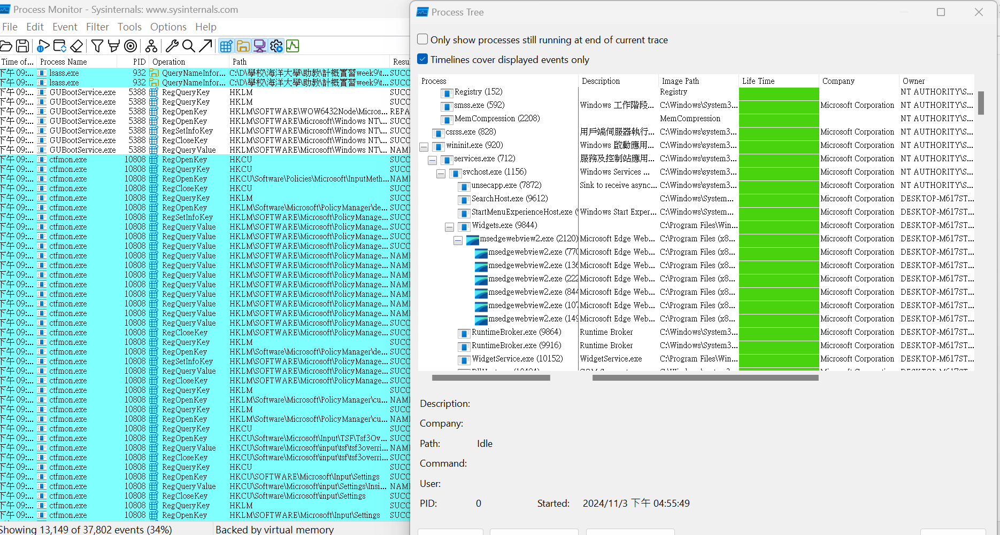 Process Monitor - Sysinternals: www.sysinternals.com
File Edit Event Filter Tools Options Help
Time of... Process Name PID Operation Path Resu
下午 09:... lsass.exe 932 QueryNameInfor... C:\D\學校\海洋大學\助教\計概實習week9\t... SUCC
下午 09:... lsass.exe 932 QueryNameInfor... C:\D\學校\海洋大學\助教\計概實習week9\t... SUCC
下午 09:... GUBootService.exe 5388 RegQueryKey HKLM SUCC
下午 09:... GUBootService.exe 5388 RegQueryKey HKLM SUCC
下午 09:... GUBootService.exe 5388 RegOpenKey HKLM\SOFTWARE\WOW6432Node\Micros... REPA
下午 09:... GUBootService.exe 5388 RegOpenKey HKLM\SOFTWARE\Microsoft\Windows NT\... SUCC
下午 09:... GUBootService.exe 5388 RegSetInfoKey HKLM\SOFTWARE\Microsoft\Windows NT\... SUCC
下午 09:... GUBootService.exe 5388 RegCloseKey HKLM\SOFTWARE\Microsoft\Windows NT\... SUCC
下午 09:... GUBootService.exe 5388 RegQueryValue HKLM\SOFTWARE\Microsoft\Windows NT\... NAM
下午 09:... ctfmon.exe 10808 RegOpenKey HKCU SUCC
下午 09:... ctfmon.exe 10808 RegQueryKey HKCU SUCC
下午 09:... ctfmon.exe 10808 RegOpenKey HKCU\Software\Policies\Microsoft\InputMeth... NAM
下午 09:... ctfmon.exe 10808 RegCloseKey HKCU SUCC
下午 09:... ctfmon.exe 10808 RegQueryKey HKLM SUCC
下午 09:... ctfmon.exe 10808 RegOpenKey HKLM\Software\Microsoft\PolicyManager\de... SUCC
下午 09:... ctfmon.exe 10808 RegSetInfoKey HKLM\SOFTWARE\Microsoft\PolicyManage... SUCC
下午 09:... ctfmon.exe 10808 RegQueryValue HKLM\SOFTWARE\Microsoft\PolicyManage... SUCC
下午 09:... ctfmon.exe 10808 RegQueryValue HKLM\SOFTWARE\Microsoft\PolicyManage... NAM
下午 09:... ctfmon.exe 10808 RegQueryValue HKLM\SOFTWARE\Microsoft\PolicyManage... SUCC
下午 09:... ctfmon.exe 10808 RegQueryValue HKLM\SOFTWARE\Microsoft\PolicyManage... NAM
下午 09:... ctfmon.exe 10808 RegQueryValue HKLM\SOFTWARE\Microsoft\PolicyManage... NAM
下午 09:... ctfmon.exe 10808 RegQueryValue HKLM\SOFTWARE\Microsoft\PolicyManage... NAM
下午 09:... ctfmon.exe 10808 RegQueryValue HKLM\SOFTWARE\Microsoft\PolicyManage... NAM
下午 09:... ctfmon.exe 10808 RegQueryValue HKLM\SOFTWARE\Microsoft\PolicyManage... NAM
下午 09:... ctfmon.exe 10808 RegQueryValue HKLM\SOFTWARE\Microsoft\PolicyManage... NAM
下午 09:... ctfmon.exe 10808 RegQueryValue HKLM\SOFTWARE\Microsoft\PolicyManage... NAM
下午 09:... ctfmon.exe 10808 RegQueryValue HKLM\SOFTWARE\Microsoft\PolicyManage... SUCC
下午 09:... ctfmon.exe 10808 RegCloseKey HKLM\SOFTWARE\Microsoft\PolicyManage... SUCC
下午 09:... ctfmon.exe 10808 RegQueryKey HKLM SUCC
下午 09:... ctfmon.exe 10808 RegOpenKey HKLM\Software\Microsoft\PolicyManager\de... SUCC
下午 09:... ctfmon.exe 10808 RegSetInfoKey HKLM\SOFTWARE\Microsoft\PolicyManage... SUCC
下午 09:... ctfmon.exe 10808 RegQueryValue HKLM\SOFTWARE\Microsoft\PolicyManage... SUCC
下午 09:... ctfmon.exe 10808 RegCloseKey HKLM\SOFTWARE\Microsoft\PolicyManage... SUCC
下午 09:... ctfmon.exe 10808 RegQueryKey HKLM SUCC
下午 09:... ctfmon.exe 10808 RegOpenKey HKLM\Software\Microsoft\PolicyManager\cu... NAM
下午 09:... ctfmon.exe 10808 RegQueryKey HKLM SUCC
下午 09:... ctfmon.exe 10808 RegOpenKey HKLM\Software\Microsoft\PolicyManager\cu... NAM
下午 09:... ctfmon.exe 10808 RegQueryKey HKCU SUCC
下午 09:... ctfmon.exe 10808 RegOpenKey HKCU\Software\Microsoft\Input\TSF\Tsf3Ov... SUCC
下午 09:... ctfmon.exe 10808 RegQueryValue HKCU\Software\Microsoft\input\tsf\tsf3overri... NAM
下午 09:... ctfmon.exe 10808 RegCloseKey HKCU\Software\Microsoft\input\tsf\tsf3overri... SUCC
下午 09:... ctfmon.exe 10808 RegQueryKey HKCU SUCC
下午 09:... ctfmon.exe 10808 RegOpenKey HKCU\SOFTWARE\Microsoft\Input\Settings SUCC
下午 09:... ctfmon.exe 10808 RegQueryValue HKCU\Software\Microsoft\input\Settings\Insi... NAM
下午 09:... ctfmon.exe 10808 RegCloseKey HKCU\Software\Microsoft\input\Settings SUCC
下午 09:... ctfmon.exe 10808 RegQueryKey HKLM SUCC
下午 09:... ctfmon.exe 10808 RegOpenKey HKLM\Software\Microsoft\Input\Settings SUCC
Showing 13,149 of 37,802 events (34%) Backed by virtual memory
Process Tree
Only show processes still running at end of current trace
Timelines cover displayed events only
Process Description Image Path Life Time Company Owner
Registry (152) Registry NT AUTHORITY\S...
smss.exe (592) Windows 工作階段... C:\Windows\System3... Microsoft Corporation NT AUTHORITY\S...
MemCompression (2208) MemCompression NT AUTHORITY\S...
csrss.exe (828) 用戶端伺服器執行... C:\Windows\system3... Microsoft Corporation NT AUTHORITY\S...
wininit.exe (920) Windows 啟動應用... C:\Windows\system3... Microsoft Corporation NT AUTHORITY\S...
services.exe (712) 服務及控制站應用... C:\Windows\system3... Microsoft Corporation NT AUTHORITY\S...
svchost.exe (1156) Windows Services ... C:\Windows\system3... Microsoft Corporation NT AUTHORITY\S...
unsecapp.exe (7872) Sink to receive async... C:\Windows\system3... Microsoft Corporation NT AUTHORITY\S...
SearchHost.exe (9612) C:\Windows\System... Microsoft Corporation DESKTOP-M617ST...
StartMenuExperienceHost.exe ( Windows Start Exper... C:\Windows\System... Microsoft Corporation DESKTOP-M617ST...
Widgets.exe (9844) C:\Program Files\Win... Microsoft Corporation DESKTOP-M617ST...
msedgewebview2.exe (2120) Microsoft Edge Web... C:\Program Files (x8... Microsoft Corporation DESKTOP-M617ST...
msedgewebview2.exe (770 Microsoft Edge Web... C:\Program Files (x8... Microsoft Corporation DESKTOP-M617ST...
msedgewebview2.exe (136 Microsoft Edge Web... C:\Program Files (x8... Microsoft Corporation DESKTOP-M617ST...
msedgewebview2.exe (222 Microsoft Edge Web... C:\Program Files (x8... Microsoft Corporation DESKTOP-M617ST...
msedgewebview2.exe (844 Microsoft Edge Web... C:\Program Files (x8... Microsoft Corporation DESKTOP-M617ST...
msedgewebview2.exe (107 Microsoft Edge Web... C:\Program Files (x8... Microsoft Corporation DESKTOP-M617ST...
msedgewebview2.exe (149 Microsoft Edge Web... C:\Program Files (x8... Microsoft Corporation DESKTOP-M617ST...
RuntimeBroker.exe (9864) Runtime Broker C:\Windows\System3... Microsoft Corporation DESKTOP-M617ST...
RuntimeBroker.exe (9916) Runtime Broker C:\Windows\System3... Microsoft Corporation DESKTOP-M617ST...
WidgetService.exe (10152) WidgetService.exe C:\Program Files\Win... Microsoft Corporation DESKTOP-M617ST...
Description:
Company:
Path: Idle
Command:
User:
PID: 0 Started: 2024/11/3 下午 04:55:49